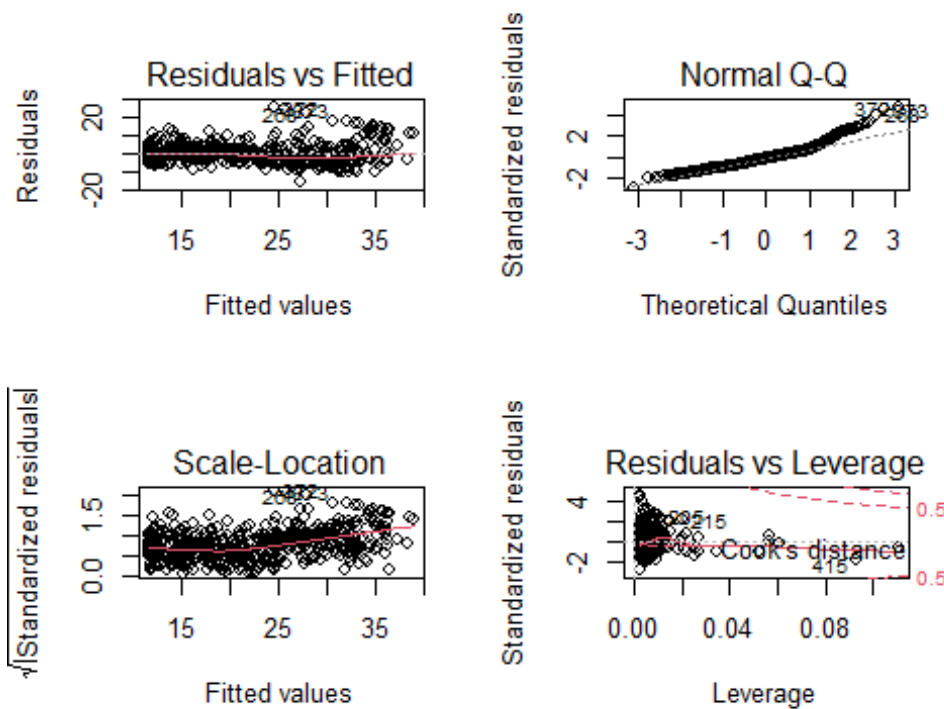 Residuals vs Fitted
Residuals
20
-20
15 25 35
Fitted values
Normal Q-Q
Standardized residuals
2
-2
-3 -1 0 1 2 3
Theoretical Quantiles
Scale-Location
√|Standardized residuals|
1.5
0.0
15 25 35
Fitted values
Residuals vs Leverage
Standardized residuals
4
-2
215
Cook's distance
415
0.5
0.5
0.00 0.04 0.08
Leverage